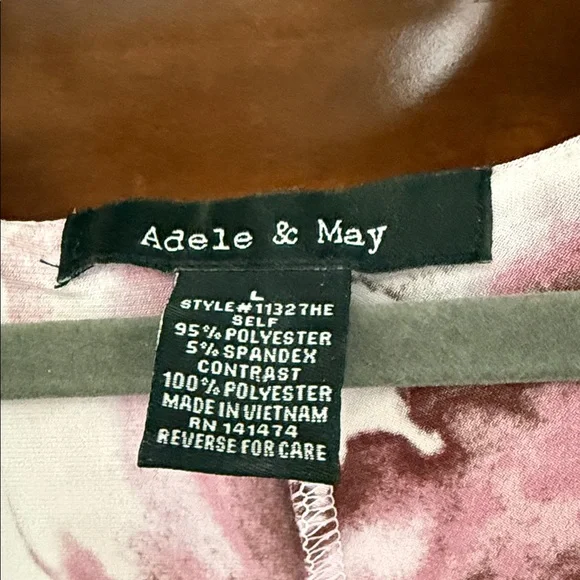 Adele & May
L
STYLE#11327HE
SELF
95% POLYESTER
5% SPANDEX
CONTRAST
100% POLYESTER
MADE IN VIETNAM
RN 141474
REVERSE FOR CARE